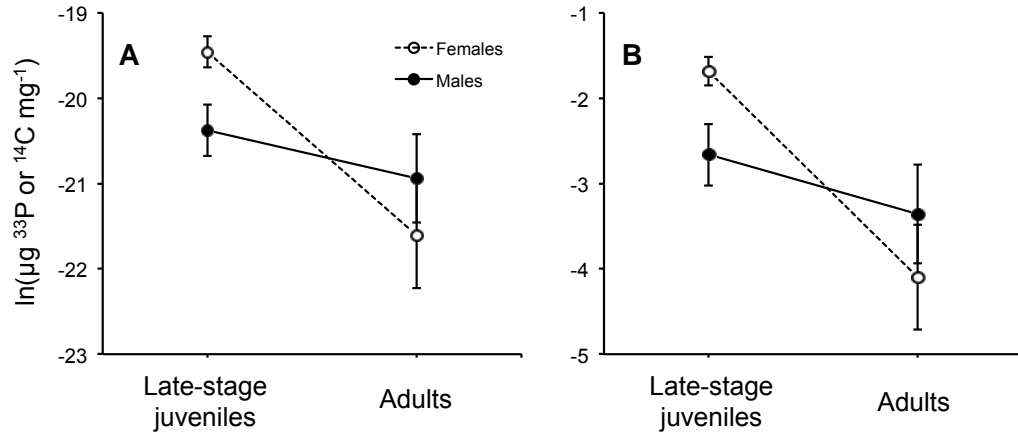 ln(µg ³³P or ¹⁴C mg⁻¹)
-19
-20
-21
-22
-23
A
Females
Males
Late-stage
juveniles
Adults
-1
-2
-3
-4
-5
B
Late-stage
juveniles
Adults